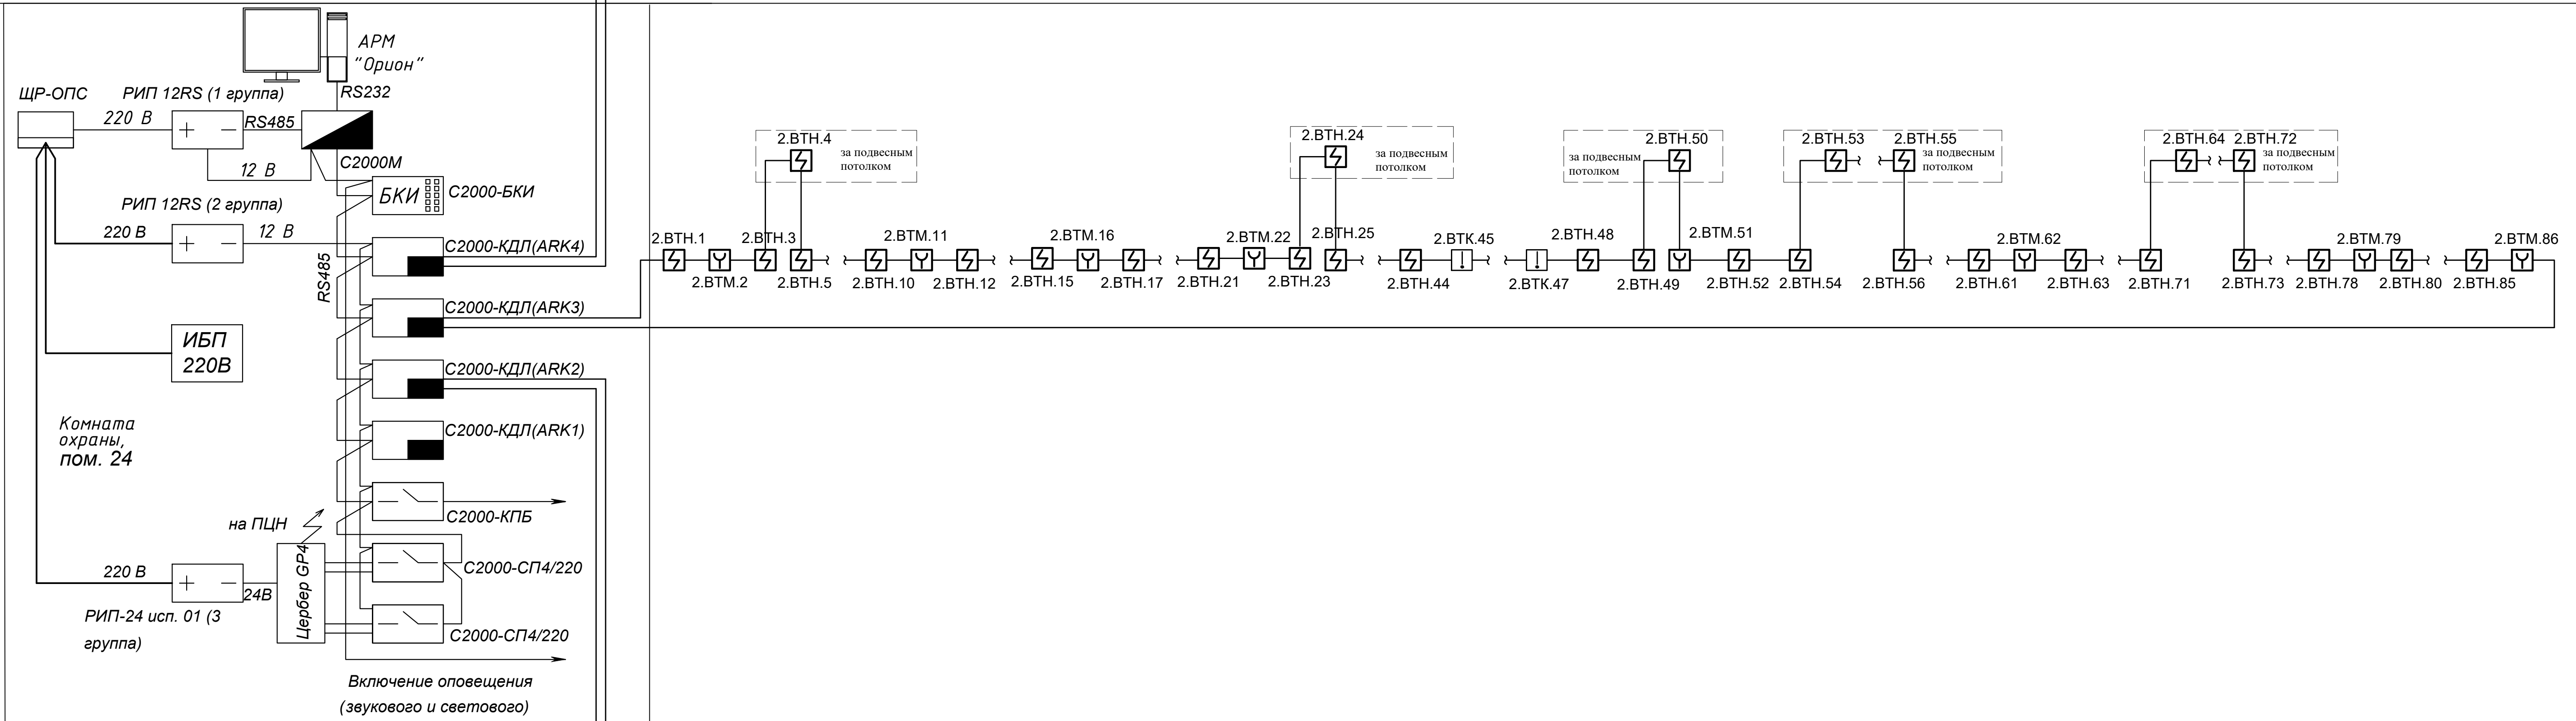 АРМ
"Орион"
ЩР-ОПС
РИП 12RS (1 группа)
RS232
220 В
+ −
RS485
12 В
С2000М
БКИ
С2000-БКИ
РИП 12RS (2 группа)
220 В
+ −
12 В
С2000-КДЛ(ARK4)
RS485
С2000-КДЛ(ARK3)
ИБП
220В
С2000-КДЛ(ARK2)
Комната
охраны,
пом. 24
С2000-КДЛ(ARK1)
на ПЦН
С2000-КПБ
Цербер GP4
220 В
+ −
24В
С2000-СП4/220
РИП-24 исп. 01 (3
группа)
С2000-СП4/220
Включение оповещения
(звукового и светового)
2.ВТН.4
за подвесным
потолком
2.ВТН.24
за подвесным
потолком
2.ВТН.50
за подвесным
потолком
2.ВТН.53
2.ВТН.55
за подвесным
потолком
2.ВТН.64
2.ВТН.72
за подвесным
потолком
2.ВТН.1
2.ВТМ.2
2.ВТН.3
2.ВТН.5
2.ВТН.10
2.ВТМ.11
2.ВТН.12
2.ВТН.15
2.ВТМ.16
2.ВТН.17
2.ВТН.21
2.ВТМ.22
2.ВТН.23
2.ВТН.25
2.ВТН.44
2.ВТК.45
2.ВТК.47
2.ВТН.48
2.ВТН.49
2.ВТМ.51
2.ВТН.52
2.ВТН.54
2.ВТН.56
2.ВТН.61
2.ВТМ.62
2.ВТН.63
2.ВТН.71
2.ВТН.73
2.ВТН.78
2.ВТМ.79
2.ВТН.80
2.ВТН.85
2.ВТМ.86